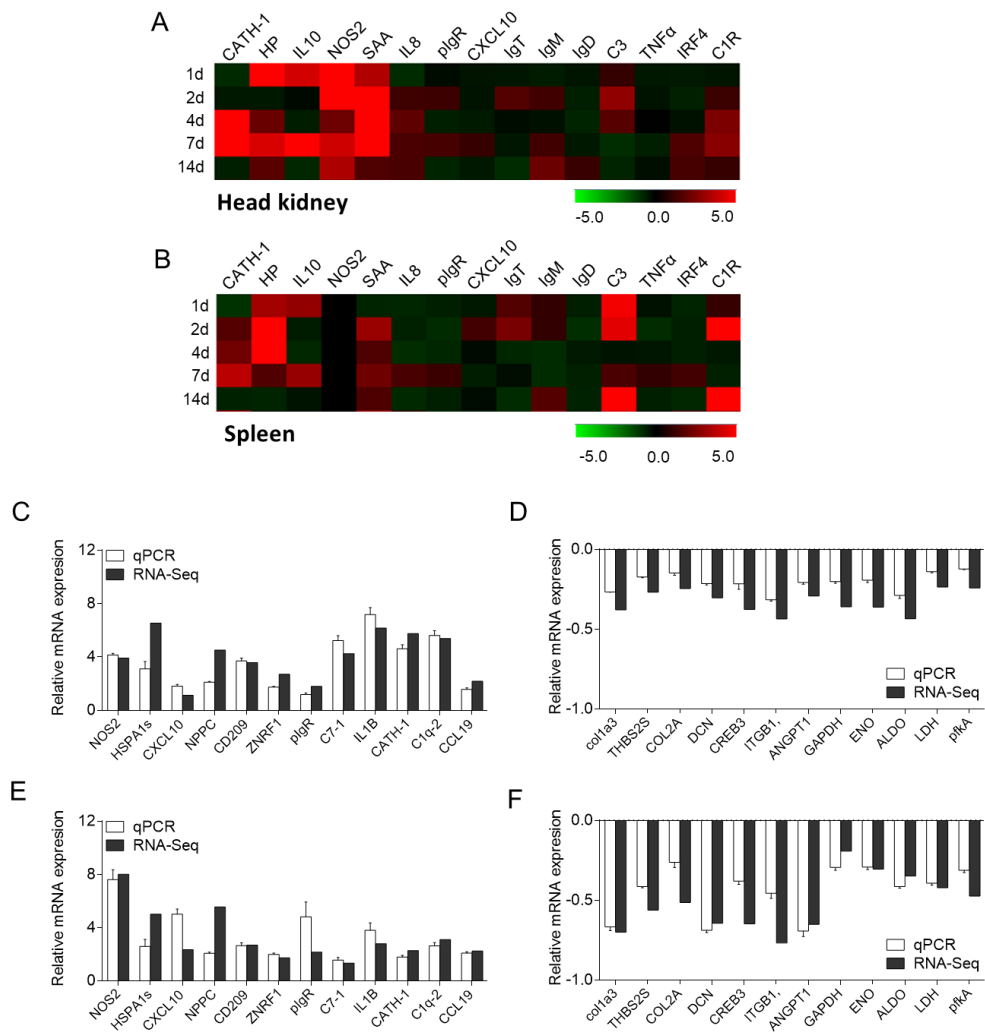 A
CATH-1 HP IL10 NOS2 SAA IL8 pIgR CXCL10 IgT IgM IgD C3 TNFα IRF4 C1R
1d
2d
4d
7d
14d
Head kidney
-5.0 0.0 5.0
B
CATH-1 HP IL10 NOS2 SAA IL8 pIgR CXCL10 IgT IgM IgD C3 TNFα IRF4 C1R
1d
2d
4d
7d
14d
Spleen
-5.0 0.0 5.0
C
Relative mRNA expresion
12
8
4
0
qPCR
RNA-Seq
NOS2 HSPA1s CXCL10 NPPC CD209 ZNRF1 pIgR C7-1 IL1B CATH-1 C1q-2 CCL19
D
Relative mRNA expresion
0.0
-0.5
-1.0
qPCR
RNA-Seq
col1a3 THBS2S COL2A DCN CREB3 ITGB1, ANGPT1 GAPDH ENO ALDO LDH pfkA
E
Relative mRNA expresion
12
8
4
0
qPCR
RNA-Seq
NOS2 HSPA1s CXCL10 NPPC CD209 ZNRF1 pIgR C7-1 IL1B CATH-1 C1q-2 CCL19
F
Relative mRNA expresion
0.0
-0.5
-1.0
qPCR
RNA-Seq
col1a3 THBS2S COL2A DCN CREB3 ITGB1, ANGPT1 GAPDH ENO ALDO LDH pfkA